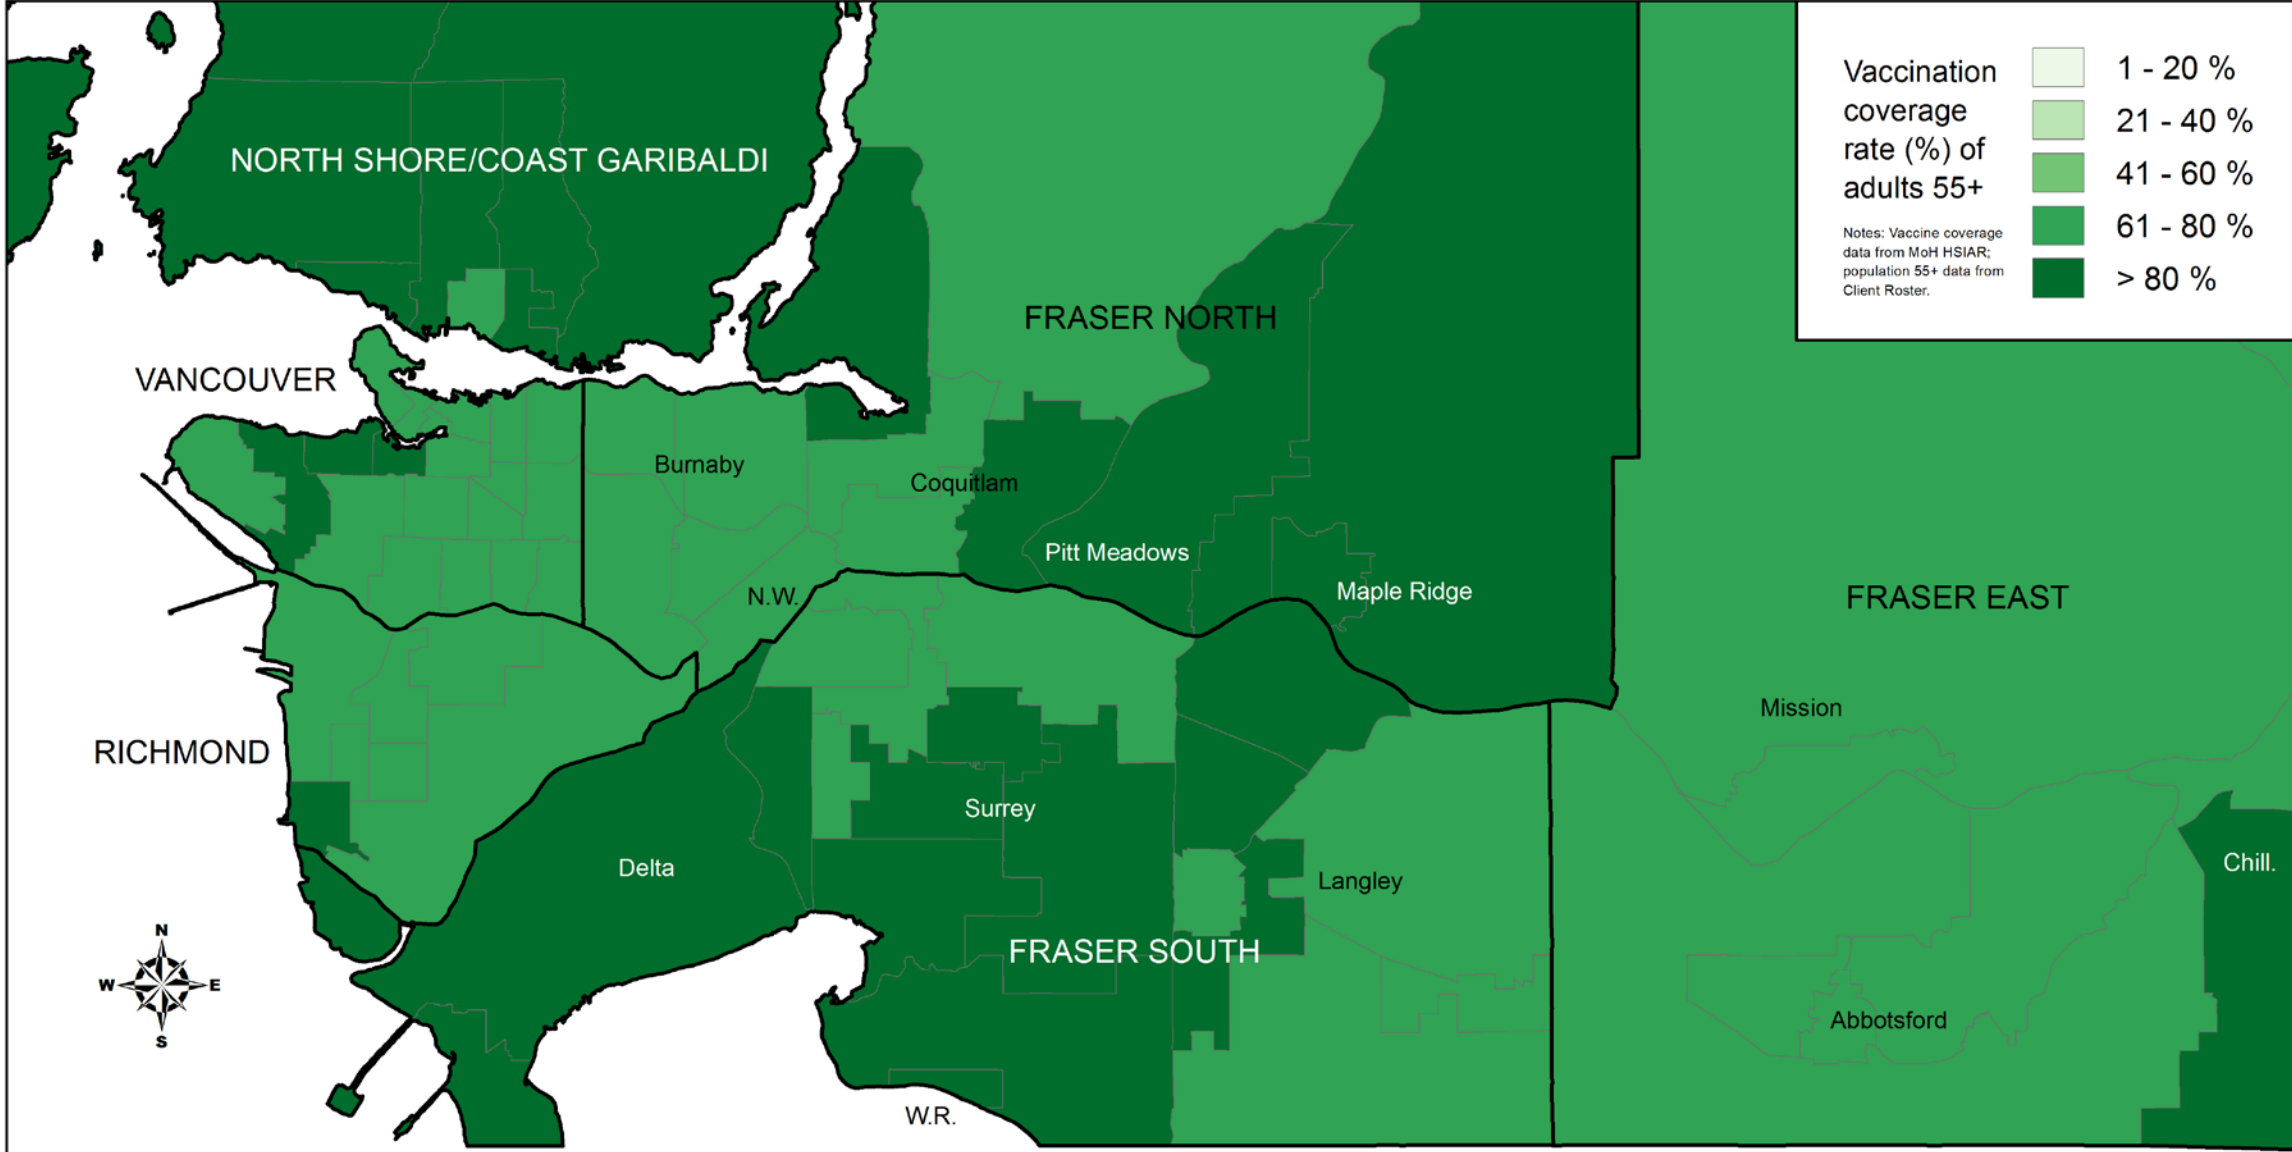 Vaccination
coverage
rate (%) of
adults 55+
Notes: Vaccine coverage
data from MoH HSIAR;
population 55+ data from
Client Roster.
1 - 20 %
21 - 40 %
41 - 60 %
61 - 80 %
> 80 %
NORTH SHORE/COAST GARIBALDI
FRASER NORTH
VANCOUVER
Burnaby
Coquitlam
Pitt Meadows
Maple Ridge
N.W.
FRASER EAST
Mission
RICHMOND
Surrey
Delta
Langley
Chill.
FRASER SOUTH
Abbotsford
W.R.
N
W
E
S